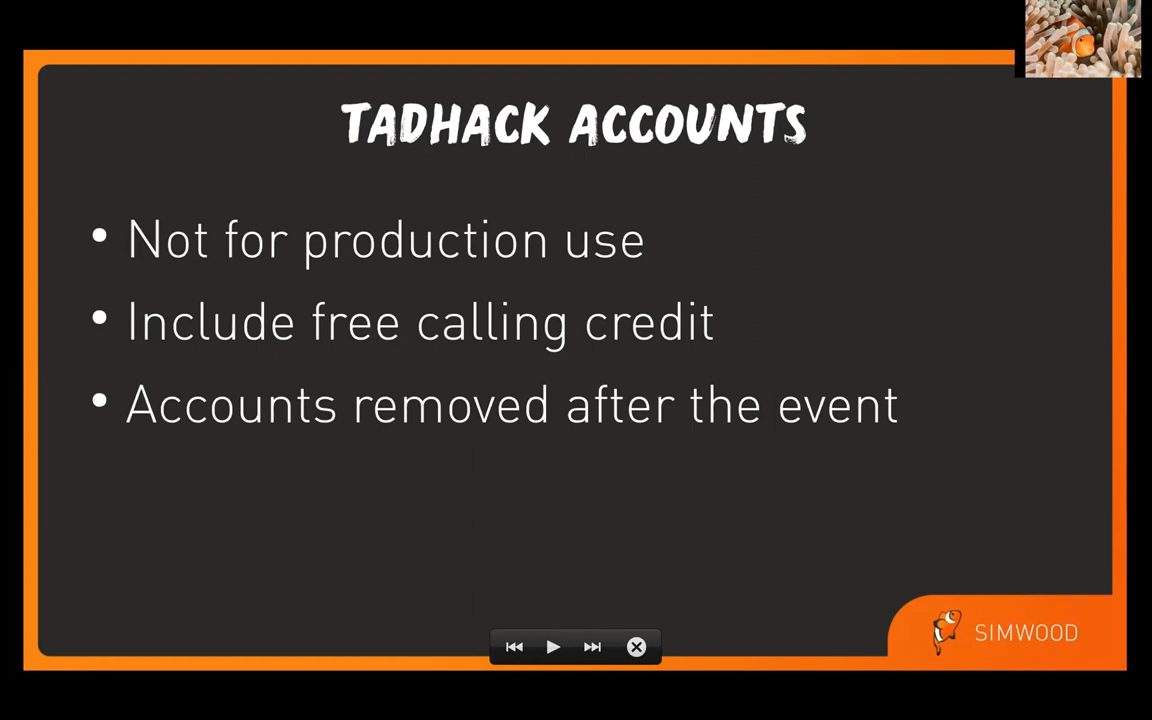 TADHACK ACCOUNTS
• Not for production use
• Include free calling credit
• Accounts removed after the event
SIMWOOD